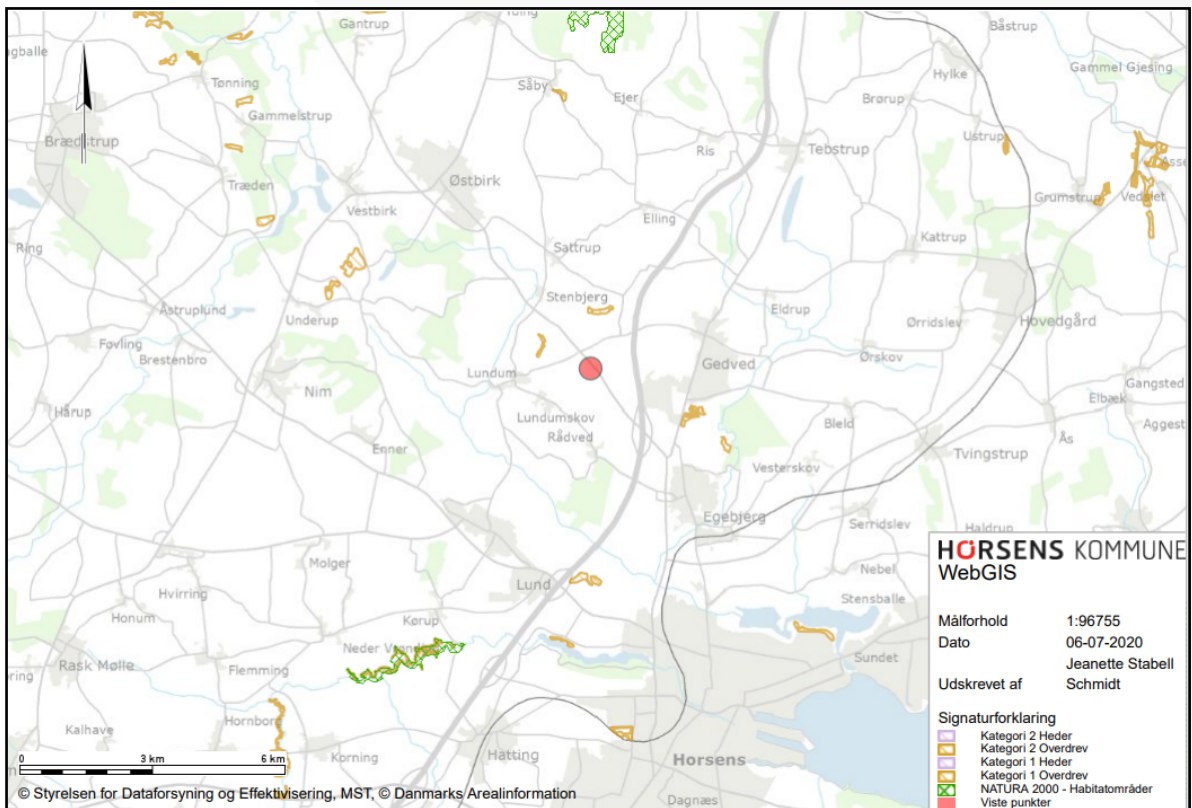 Gantrup
Båstrup
Hylke
Gammel Gjesing
Tønning
Såby
Ejer
Brørup
Gammelstrup
Ustrup
Brædstrup
Ris
Tebstrup
Østbirk
Træden
Grumstrup
Vedslet
Vestbirk
Elling
Kattrup
Ring
Sattrup
Stenbjerg
Åstruplund
Eldrup
Underup
Ørridslev
Hovedgård
Føvling
Brestenbro
Ørskov
Gedved
Lundum
Gangsted
Nim
Elbæk
Hårup
Lundumskov
Bleld
Aggest
Rådved
Ås
Enner
Tvingstrup
Vesterskov
Egebjerg
Serridslev
Haldrup
Molger
Nebel
Lund
Hvirring
Stensballe
Honum
Kørup
Rask Mølle
Flemming
Sundet
Hornborg
Kalhave
Korning
Hatting
Horsens
Dagnæs
0 3 km 6 km
© Styrelsen for Dataforsyning og Effektivisering, MST, © Danmarks Arealinformation
HORSENS KOMMUNE
WebGIS
Målforhold 1:96755
Dato 06-07-2020
Jeanette Stabell
Udskrevet af Schmidt
Signaturforklaring
Kategori 2 Heder
Kategori 2 Overdrev
Kategori 1 Heder
Kategori 1 Overdrev
NATURA 2000 - Habitatområder
Viste punkter